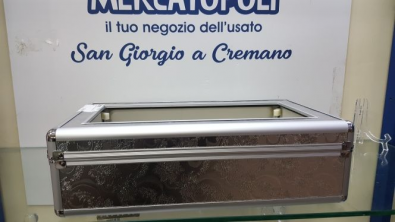 MERCATOPOLI
il tuo negozio dell'usato
San Giorgio a Cremano